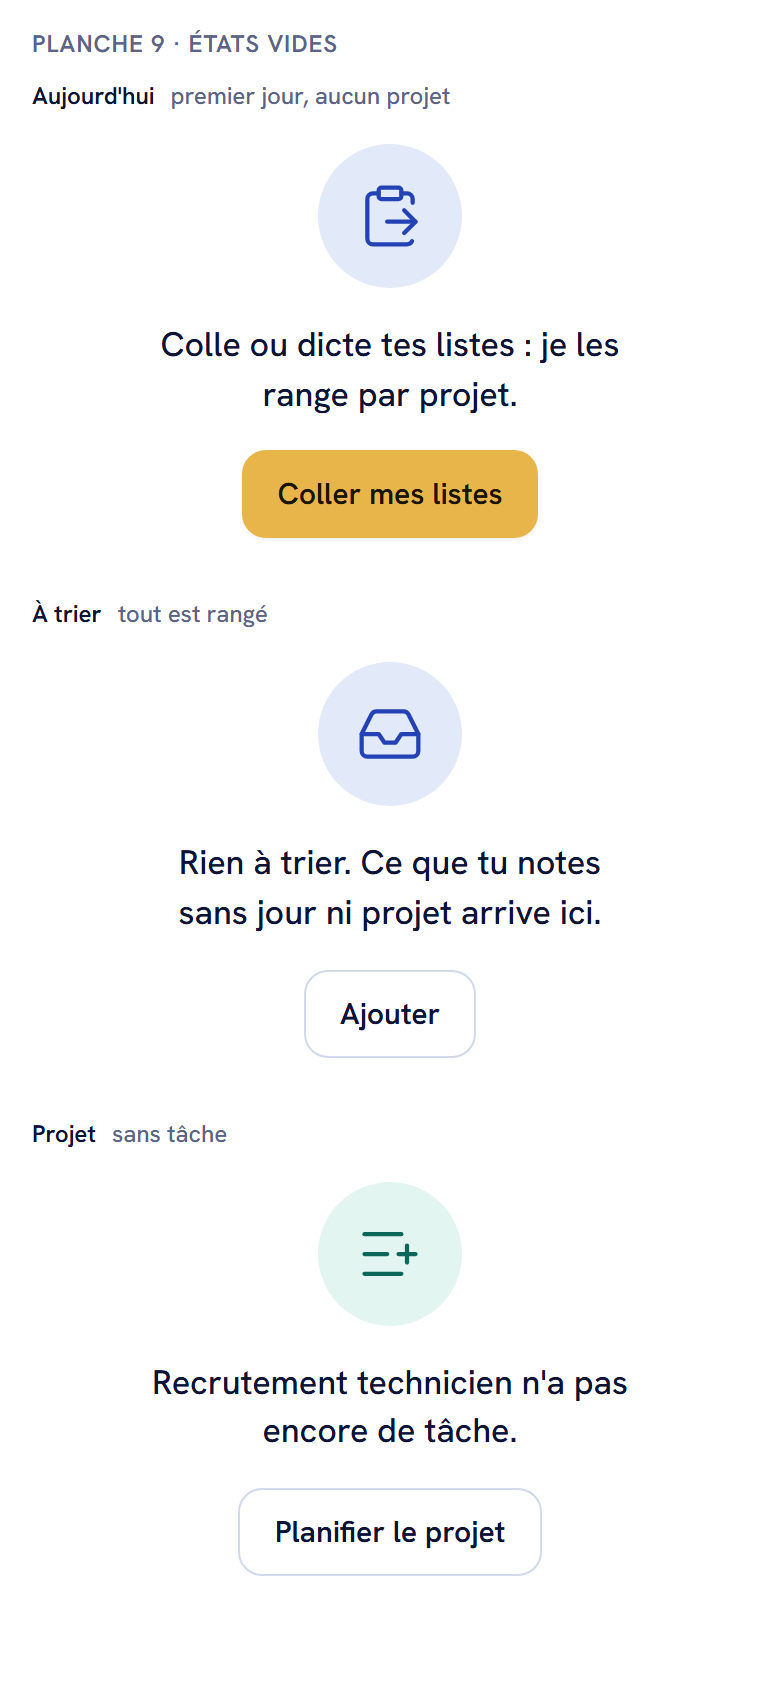 PLANCHE 9 · ÉTATS VIDES
Aujourd'hui premier jour, aucun projet
Colle ou dicte tes listes : je les
range par projet.
Coller mes listes
À trier tout est rangé
Rien à trier. Ce que tu notes
sans jour ni projet arrive ici.
Ajouter
Projet sans tâche
Recrutement technicien n'a pas
encore de tâche.
Planifier le projet